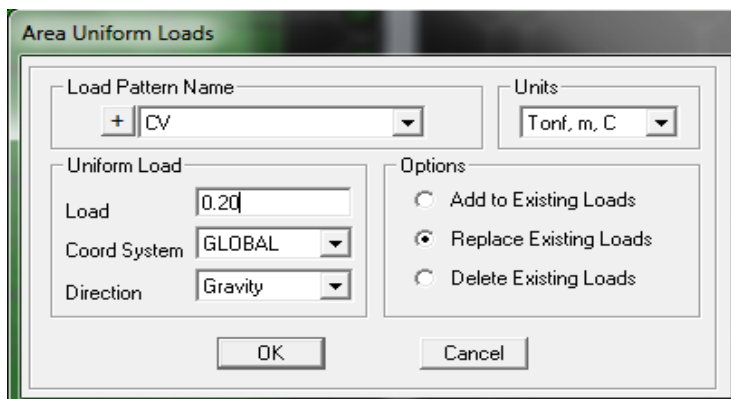 Area Uniform Loads
Load Pattern Name
+ CV
Units
Tonf, m, C
Uniform Load
Load 0.20
Coord System GLOBAL
Direction Gravity
Options
Add to Existing Loads
Replace Existing Loads
Delete Existing Loads
OK
Cancel